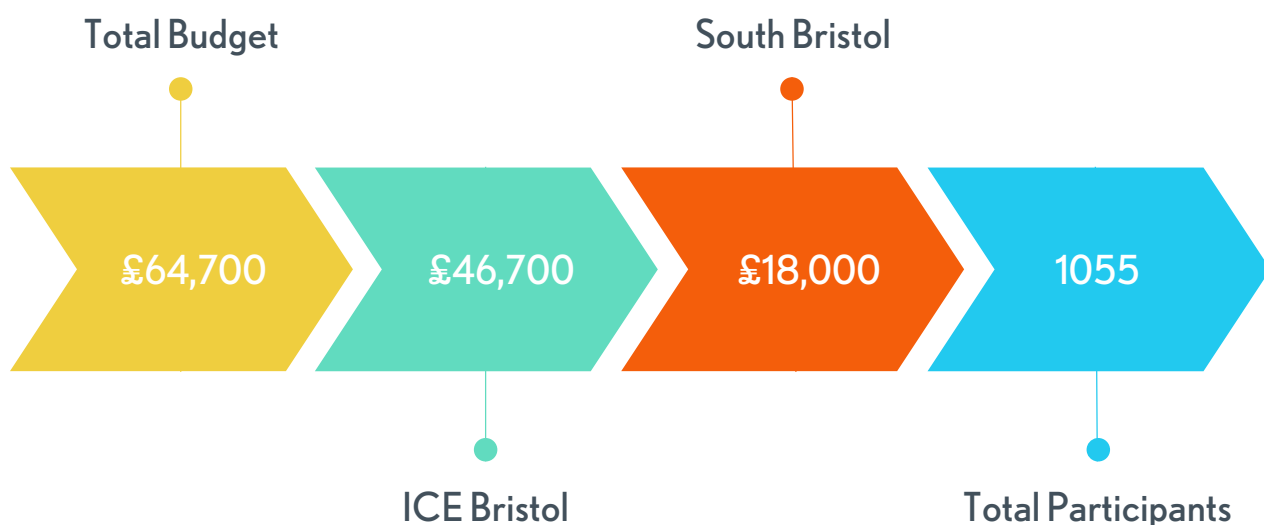 Total Budget
South Bristol
£64,700
£46,700
£18,000
1055
ICE Bristol
Total Participants